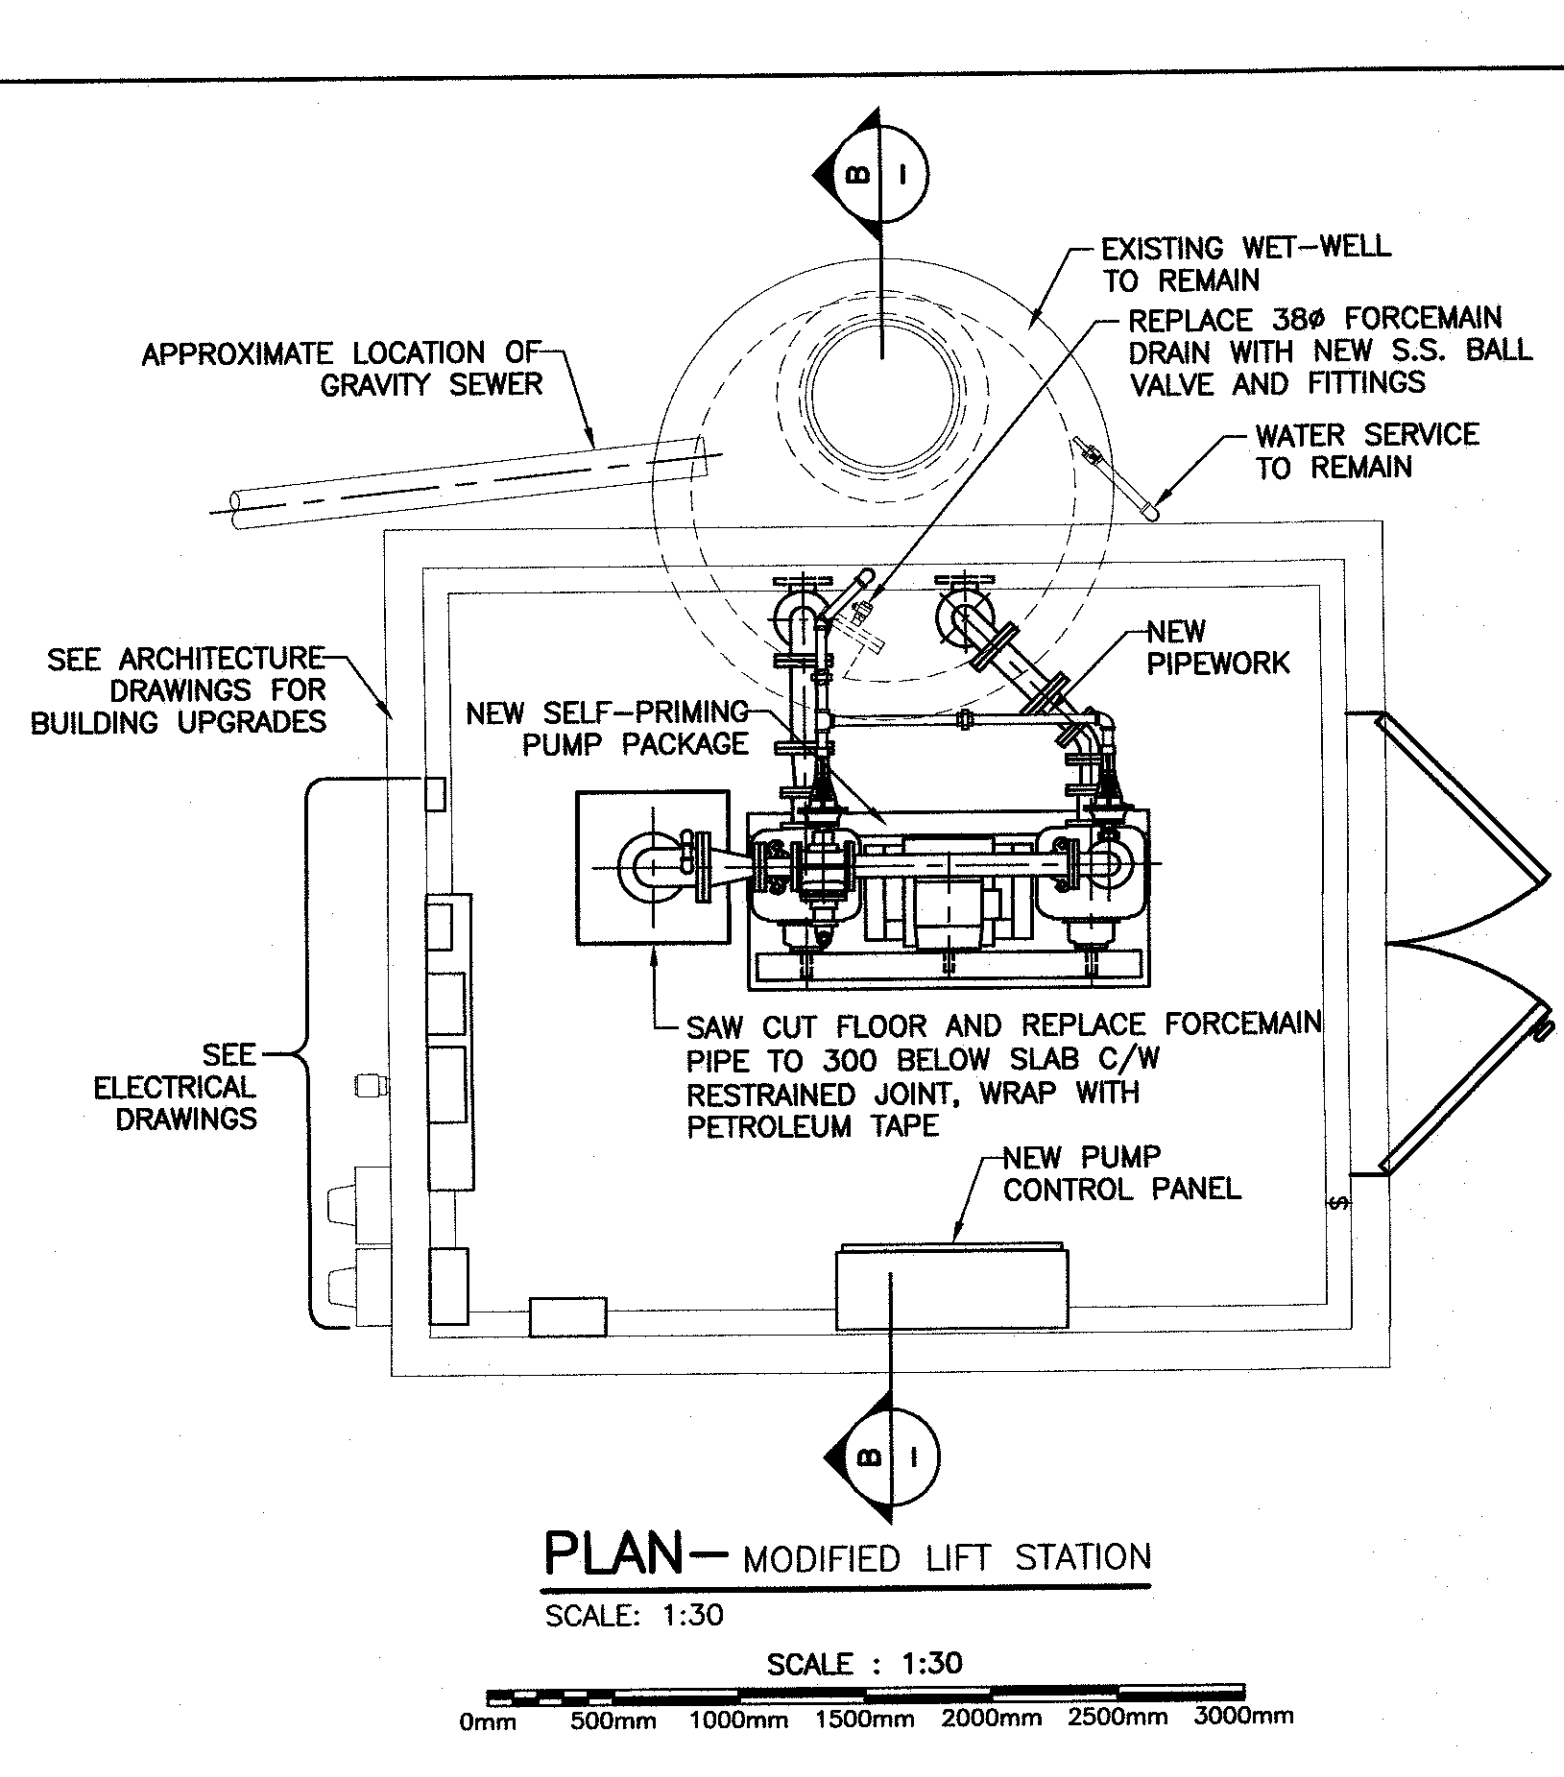 B
–
EXISTING WET-WELL
TO REMAIN
REPLACE 38ø FORCEMAIN
DRAIN WITH NEW S.S. BALL
VALVE AND FITTINGS
APPROXIMATE LOCATION OF
GRAVITY SEWER
WATER SERVICE
TO REMAIN
NEW
PIPEWORK
SEE ARCHITECTURE
DRAWINGS FOR
BUILDING UPGRADES
NEW SELF-PRIMING
PUMP PACKAGE
SAW CUT FLOOR AND REPLACE FORCEMAIN
PIPE TO 300 BELOW SLAB C/W
RESTRAINED JOINT, WRAP WITH
PETROLEUM TAPE
SEE
ELECTRICAL
DRAWINGS
NEW PUMP
CONTROL PANEL
$
B
–
PLAN– MODIFIED LIFT STATION
SCALE: 1:30
SCALE : 1:30
0mm 500mm 1000mm 1500mm 2000mm 2500mm 3000mm